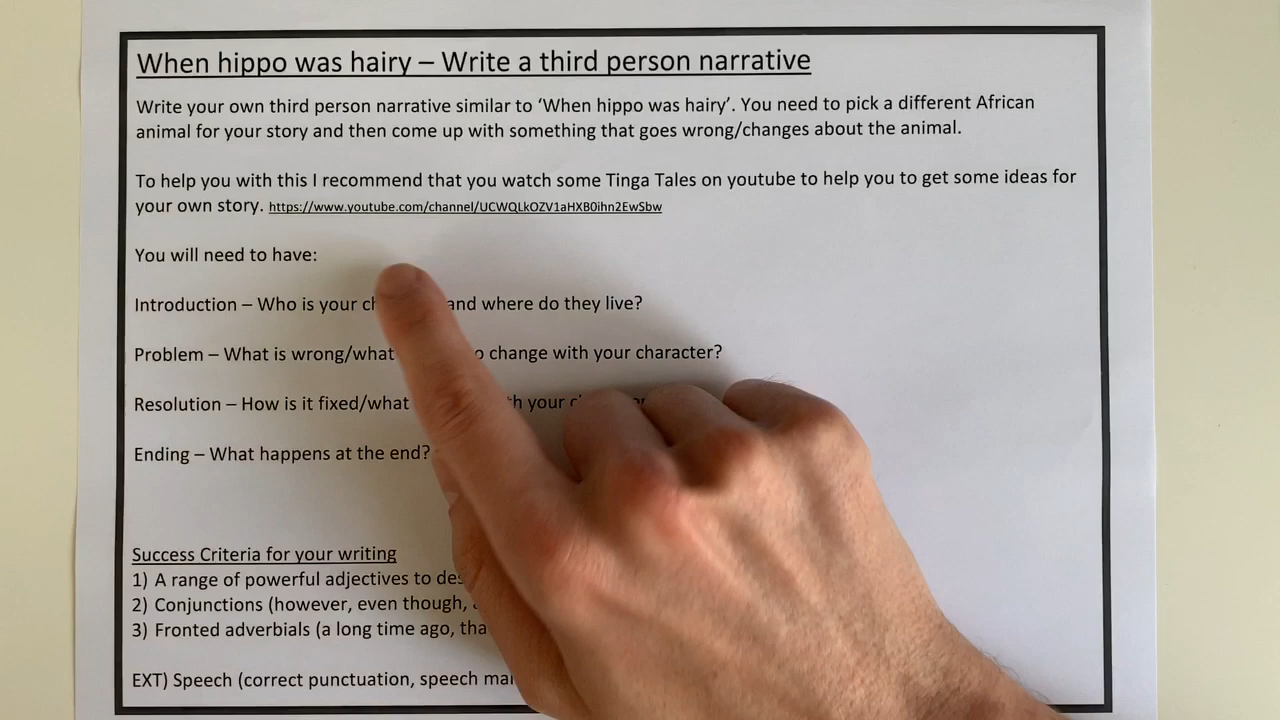 When hippo was hairy – Write a third person narrative
Write your own third person narrative similar to ‘When hippo was hairy’. You need to pick a different African
animal for your story and then come up with something that goes wrong/changes about the animal.
To help you with this I recommend that you watch some Tinga Tales on youtube to help you to get some ideas for
your own story. https://www.youtube.com/channel/UCWQLkOZV1aHXB0ihn2EwSbw
You will need to have:
Introduction – Who is your and where do they live?
Problem – What is wrong/what change with your character?
Resolution – How is it fixed/what your
Ending – What happens at the end?
Success Criteria for your writing
1) A range of powerful adjectives to
2) Conjunctions (however, even though,
3) Fronted adverbials (a long time ago,
EXT) Speech (correct punctuation, speech